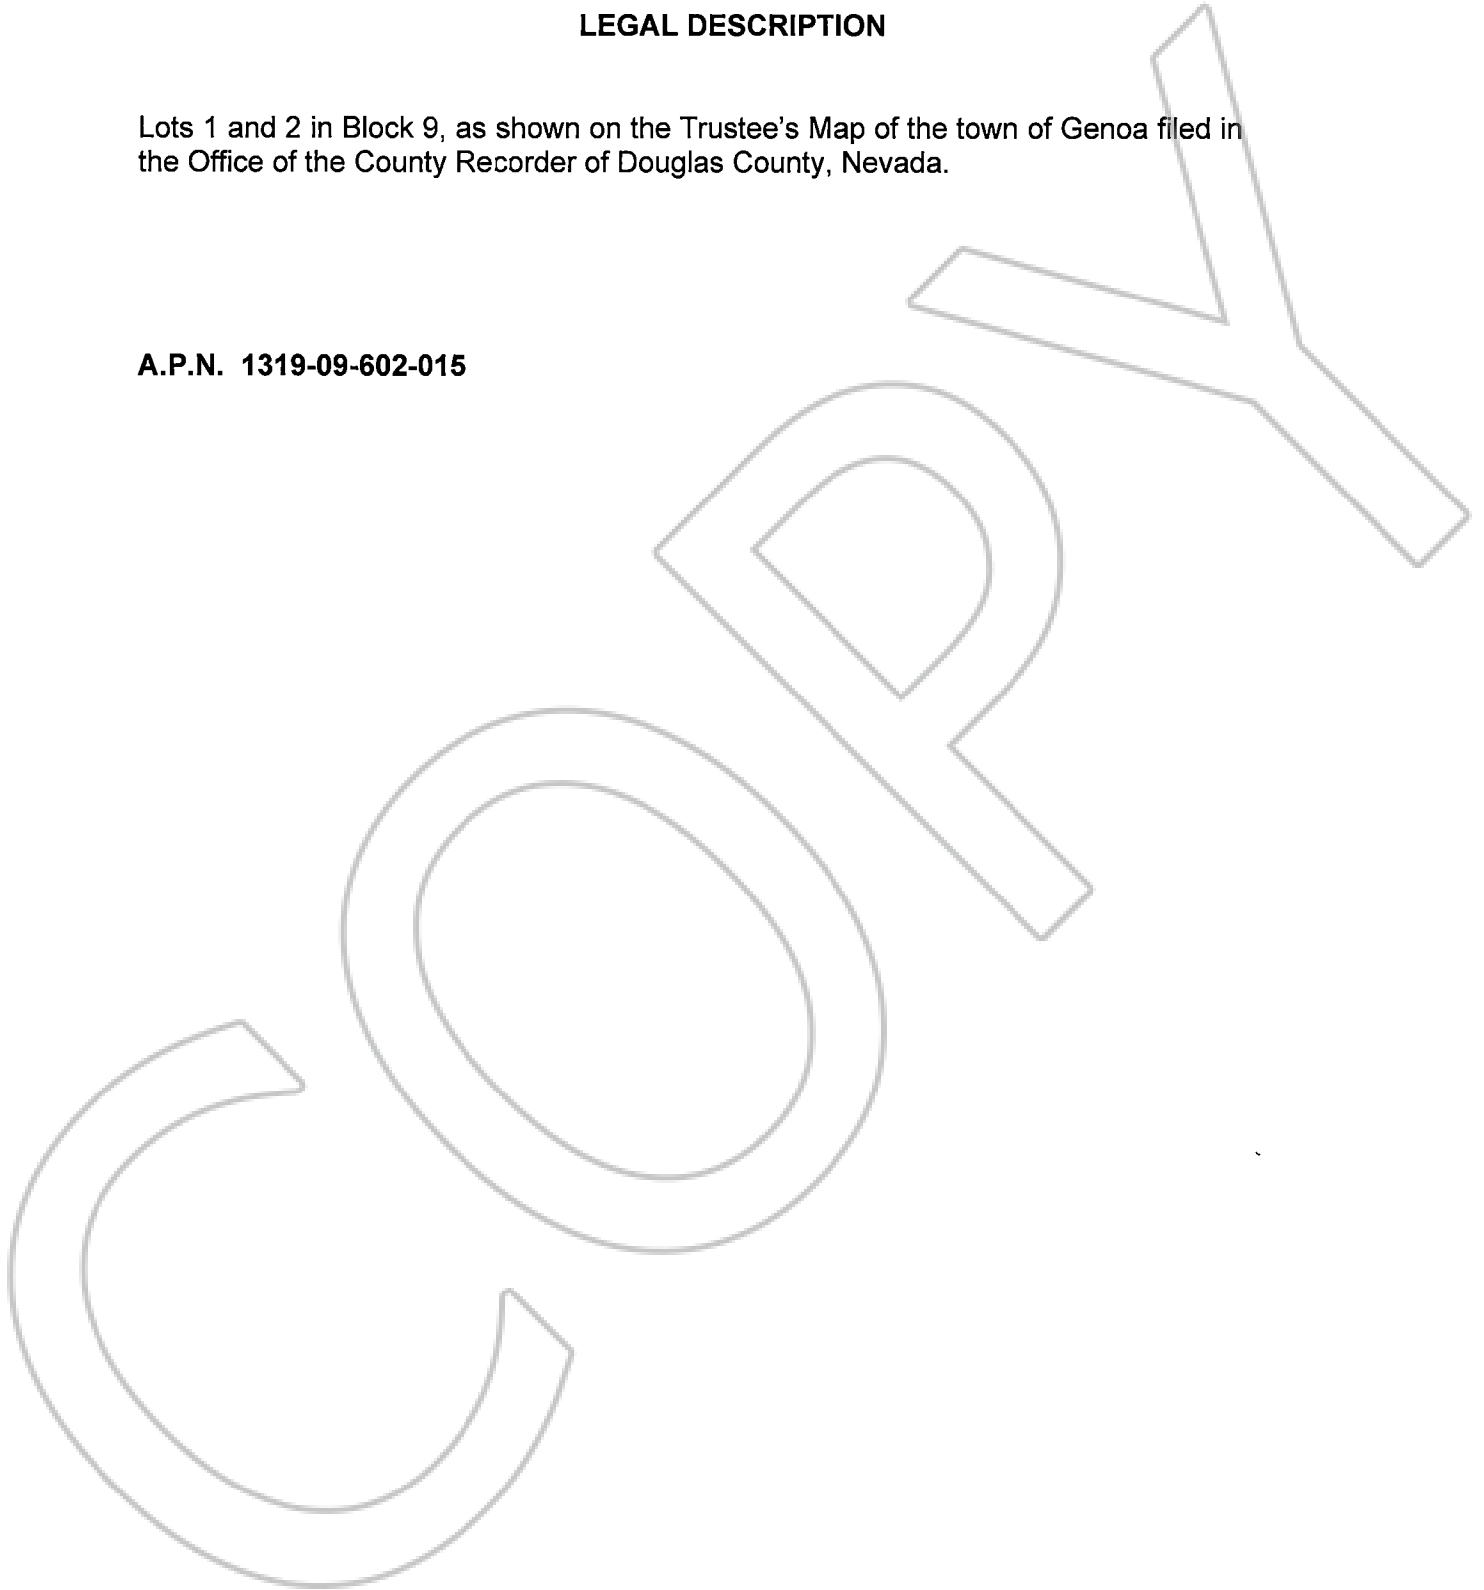 LEGAL DESCRIPTION
Lots 1 and 2 in Block 9, as shown on the Trustee's Map of the town of Genoa filed in
the Office of the County Recorder of Douglas County, Nevada.
A.P.N. 1319-09-602-015
COPY